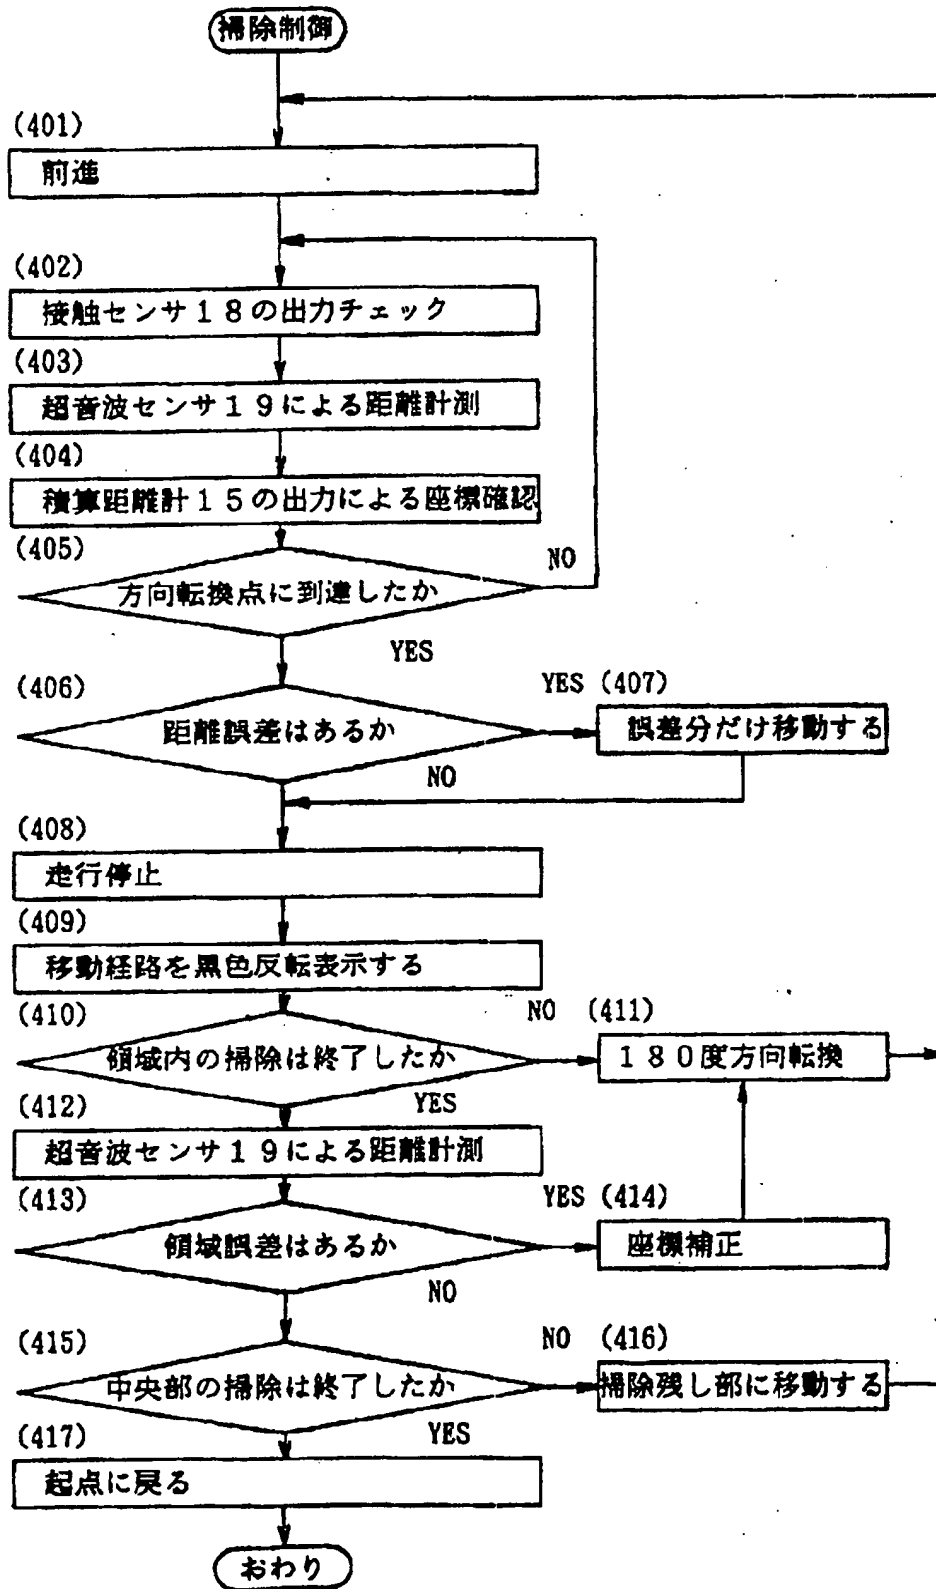 掃除制御
(401)
前進
(402)
接触センサ18の出力チェック
(403)
超音波センサ19による距離計測
(404)
積算距離計15の出力による座標確認
(405)
方向転換点に到達したか
NO
YES
(406)
距離誤差はあるか
YES (407)
誤差分だけ移動する
NO
(408)
走行停止
(409)
移動経路を黒色反転表示する
(410)
領域内の掃除は終了したか
NO (411)
180度方向転換
YES
(412)
超音波センサ19による距離計測
(413)
領域誤差はあるか
YES (414)
座標補正
NO
(415)
中央部の掃除は終了したか
NO (416)
掃除残し部に移動する
YES
(417)
起点に戻る
おわり